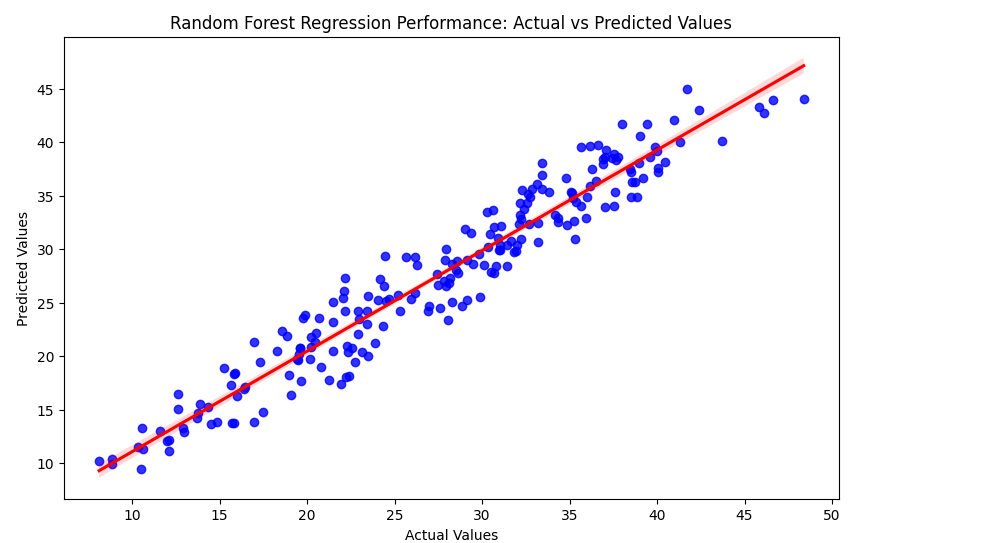 Random Forest Regression Performance: Actual vs Predicted Values
Predicted Values
45
40
35
30
25
20
15
10
10 15 20 25 30 35 40 45 50
Actual Values